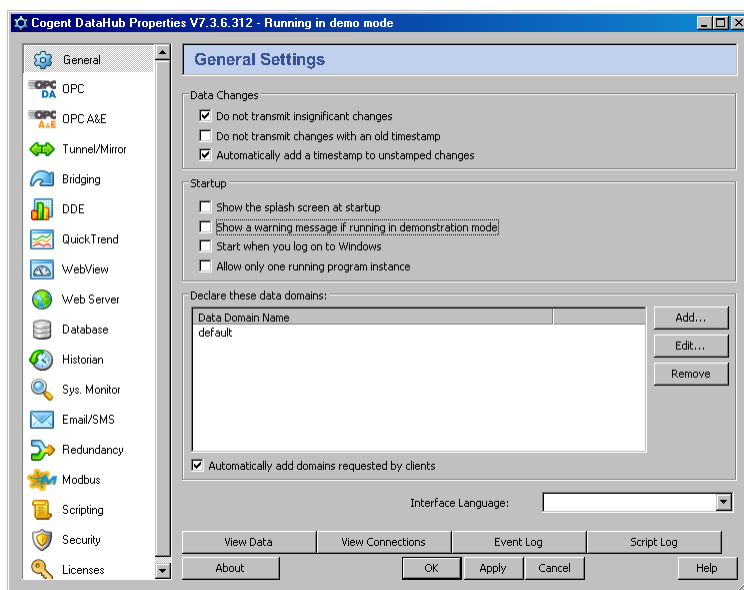 Cogent DataHub Properties V7.3.6.312 - Running in demo mode
General
OPC DA OPC
OPC A&E OPC A&E
Tunnel/Mirror
Bridging
DDE
QuickTrend
WebView
Web Server
Database
Historian
Sys. Monitor
Email/SMS
Redundancy
M Modbus
Scripting
Security
Licenses
General Settings
Data Changes
Do not transmit insignificant changes
Do not transmit changes with an old timestamp
Automatically add a timestamp to unstamped changes
Startup
Show the splash screen at startup
Show a warning message if running in demonstration mode
Start when you log on to Windows
Allow only one running program instance
Declare these data domains:
Data Domain Name
default
Add...
Edit...
Remove
Automatically add domains requested by clients
Interface Language:
View Data View Connections Event Log Script Log
About OK Apply Cancel Help